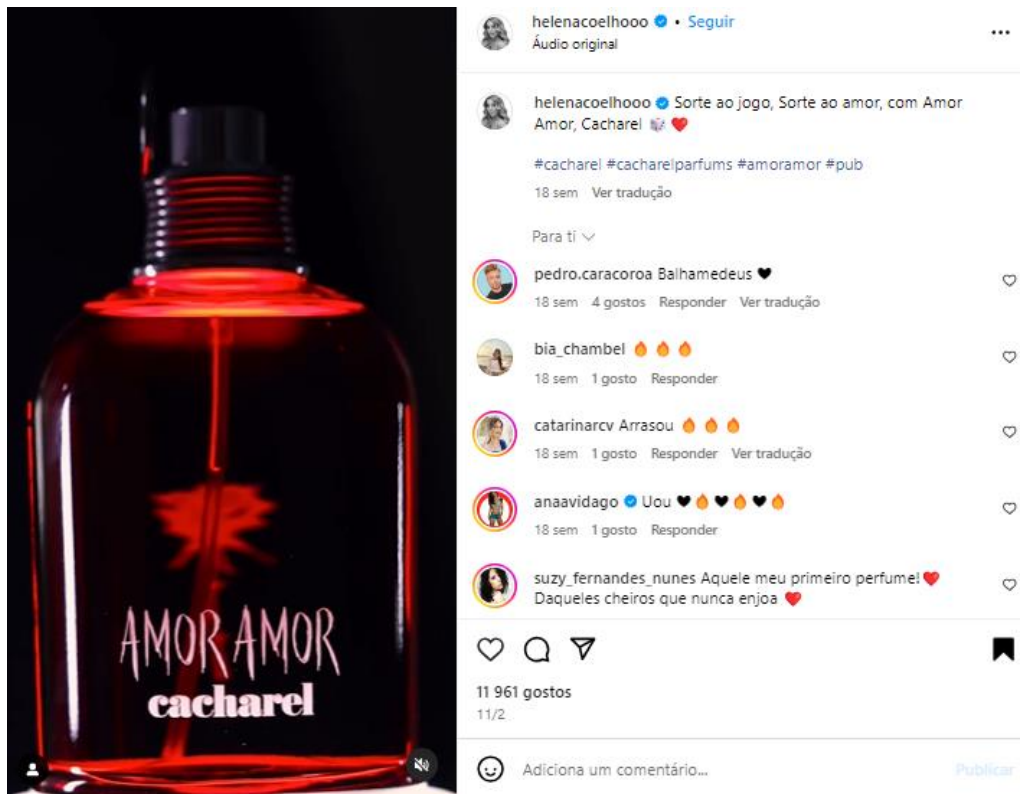 AMOR AMOR
cacharel
helenacoelhooo • Seguir
Áudio original
helenacoelhooo Sorte ao jogo, Sorte ao amor, com Amor
Amor, Cacharel 🎲 ❤️
#cacharel #cacharelparfums #amoramor #pub
18 sem Ver tradução
Para ti
pedro.caracoroa Balhamedeus 🖤
18 sem 4 gostos Responder Ver tradução
bia_chambel 🔥 🔥 🔥
18 sem 1 gosto Responder
catarinarcv Arrasou 🔥 🔥 🔥
18 sem 1 gosto Responder Ver tradução
anaavidago Uou 🖤🔥🖤🔥🖤🔥
18 sem 1 gosto Responder
suzy_fernandes_nunes Aquele meu primeiro perfume!❤️
Daqueles cheiros que nunca enjoa ❤️
11 961 gostos
11/2
Adiciona um comentário...
Publicar